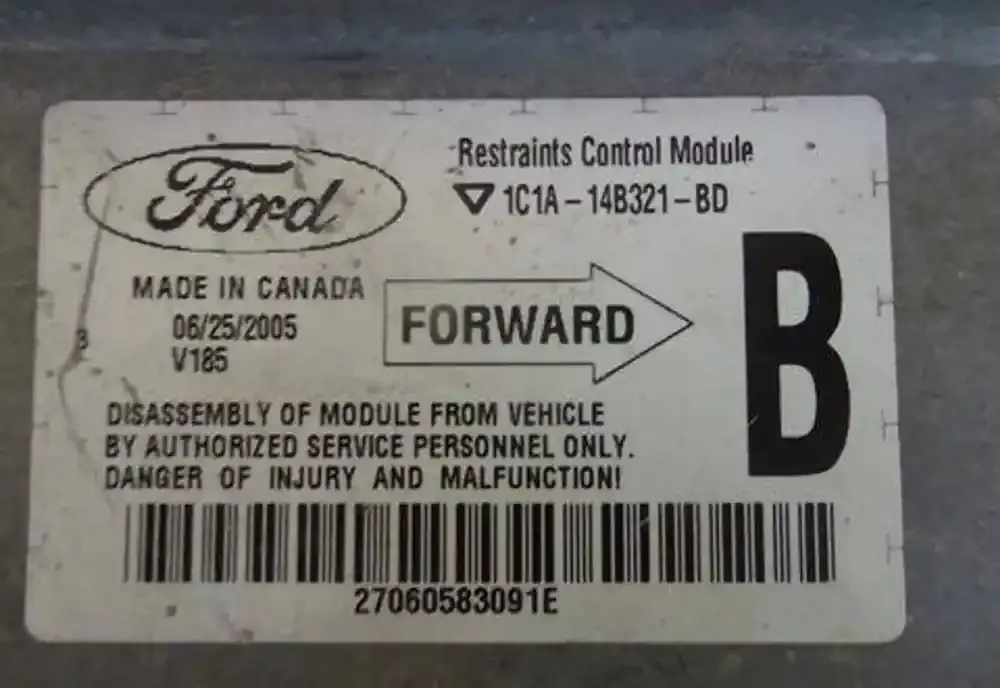 Ford
Restraints Control Module
1C1A-14B321-BD
B
MADE IN CANADA
06/25/2005
V185
FORWARD
DISASSEMBLY OF MODULE FROM VEHICLE
BY AUTHORIZED SERVICE PERSONNEL ONLY.
DANGER OF INJURY AND MALFUNCTION!
27060583091E